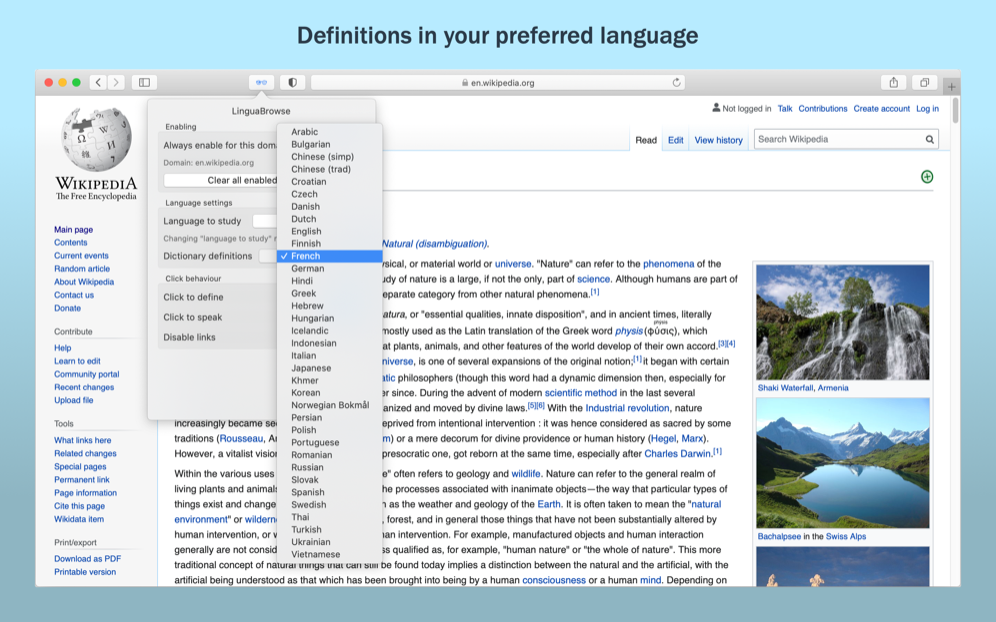 Definitions in your preferred language
en.wikipedia.org
LinguaBrowse
Enabling
Always enable for this dom
Domain: en.wikipedia.org
Clear all enabled
Language settings
Language to study
Changing "language to study"
Dictionary definitions
Click behaviour
Click to define
Click to speak
Disable links
Arabic
Bulgarian
Chinese (simp)
Chinese (trad)
Croatian
Czech
Danish
Dutch
English
Finnish
✓ French
German
Hindi
Greek
Hebrew
Hungarian
Icelandic
Indonesian
Italian
Japanese
Khmer
Korean
Norwegian Bokmål
Persian
Polish
Portuguese
Romanian
Russian
Slovak
Spanish
Swedish
Thai
Turkish
Ukrainian
Vietnamese
WIKIPEDIA
The Free Encyclopedia
Main page
Contents
Current events
Random article
About Wikipedia
Contact us
Donate
Contribute
Help
Learn to edit
Community portal
Recent changes
Upload file
Tools
What links here
Related changes
Special pages
Permanent link
Page information
Cite this page
Wikidata item
Print/export
Download as PDF
Printable version
Not logged in Talk Contributions Create account Log in
Read Edit View history Search Wikipedia
Natural (disambiguation).
sical, or material world or universe. "Nature" can refer to the phenomena of the
udy of nature is a large, if not the only, part of science. Although humans are part of
eparate category from other natural phenomena.[1]
atura, or "essential qualities, innate disposition", and in ancient times, literally
mostly used as the Latin translation of the Greek word physis (φύσις), which
physis
at plants, animals, and other features of the world develop of their own accord.[3][4]
niverse, is one of several expansions of the original notion;[1] it began with certain
atic philosophers (though this word had a dynamic dimension then, especially for
er since. During the advent of modern scientific method in the last several
anized and moved by divine laws.[5][6] With the Industrial revolution, nature
increasingly became se eprived from intentional intervention : it was hence considered as sacred by some
traditions (Rousseau, A m) or a mere decorum for divine providence or human history (Hegel, Marx).
However, a vitalist vision presocratic one, got reborn at the same time, especially after Charles Darwin.[1]
Within the various uses e" often refers to geology and wildlife. Nature can refer to the general realm of
living plants and animals he processes associated with inanimate objects—the way that particular types of
things exist and change n as the weather and geology of the Earth. It is often taken to mean the "natural
environment" or wildern , forest, and in general those things that have not been substantially altered by
human intervention, or w an intervention. For example, manufactured objects and human interaction
generally are not consid ss qualified as, for example, "human nature" or "the whole of nature". This more
traditional concept of natural things that can still be found today implies a distinction between the natural and the artificial, with the
artificial being understood as that which has been brought into being by a human consciousness or a human mind. Depending on
Shaki Waterfall, Armenia
Bachalpsee in the Swiss Alps